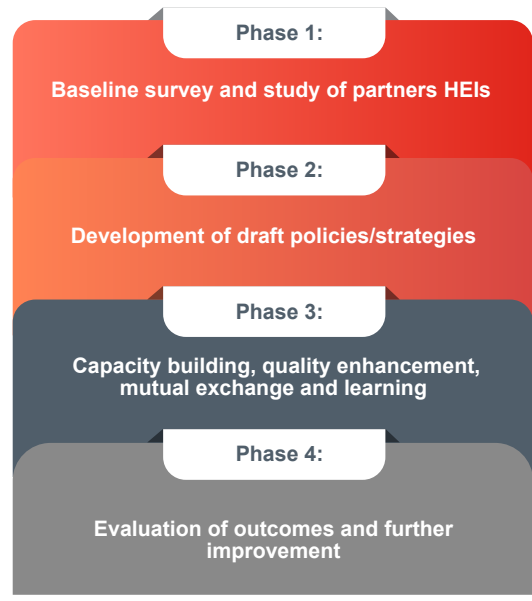 Phase 1:
Baseline survey and study of partners HEIs
Phase 2:
Development of draft policies/strategies
Phase 3:
Capacity building, quality enhancement,
mutual exchange and learning
Phase 4:
Evaluation of outcomes and further
improvement